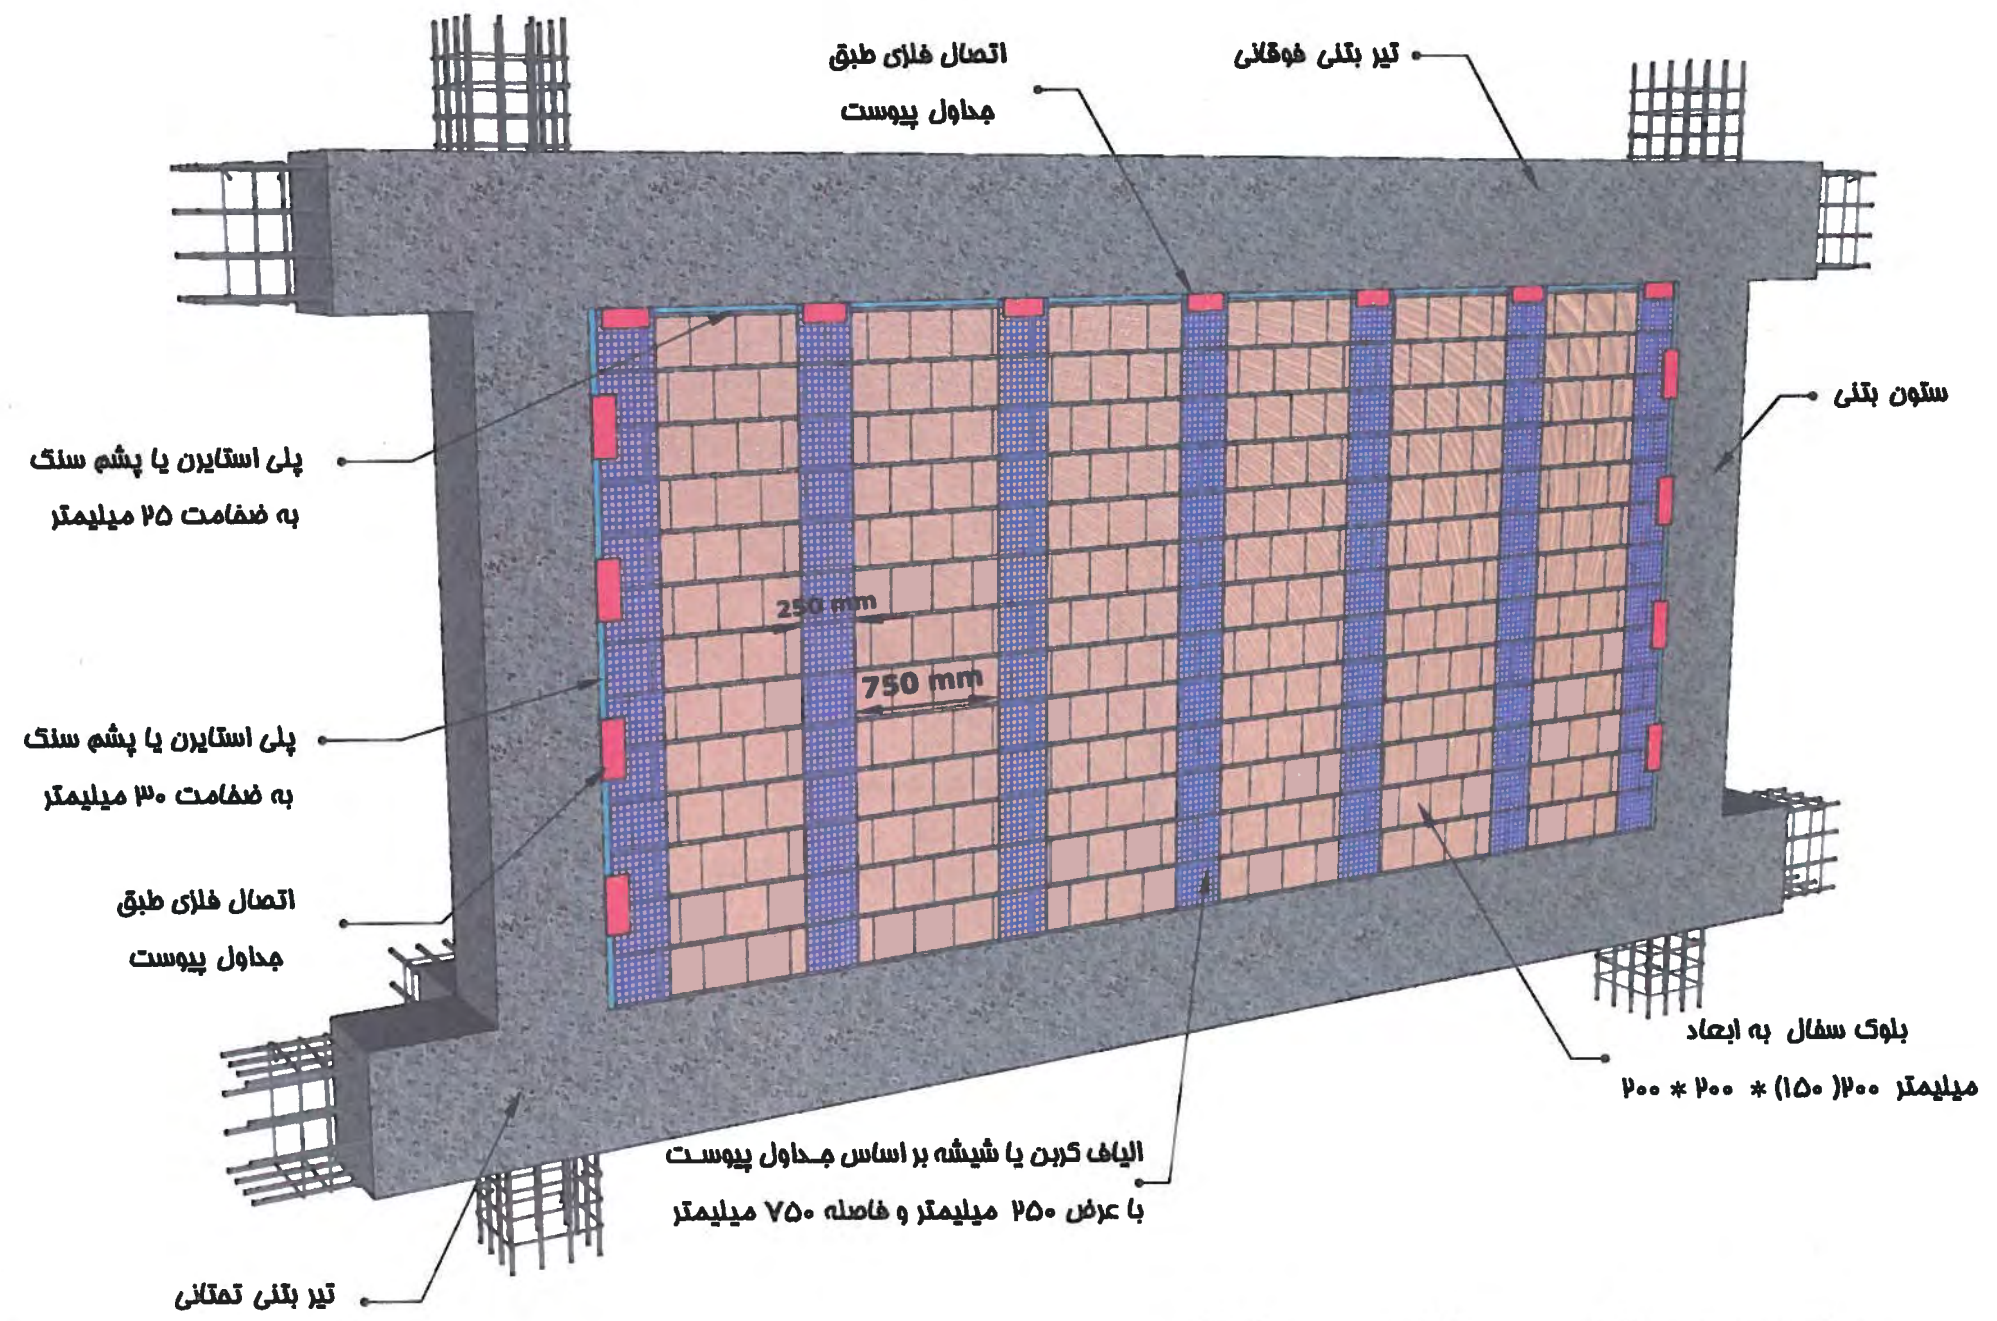 اتصال فلزی طبق
جداول پیوست
تیر بتنی فوقانی
ستون بتنی
پلی استایرن یا پشم سنگ
به ضخامت ۲۵ میلیمتر
250 mm
750 mm
پلی استایرن یا پشم سنگ
به ضخامت ۳۰ میلیمتر
اتصال فلزی طبق
جداول پیوست
بلوک سفال به ابعاد
میلیمتر ۲۰۰( ۱۵۰) * ۲۰۰ * ۲۰۰
الیاف کربن یا شیشه بر اساس جـداول پیوسـت
با عرض ۲۵۰ میلیمتر و فاصله ۷۵۰ میلیمتر
تیر بتنی تحتانی